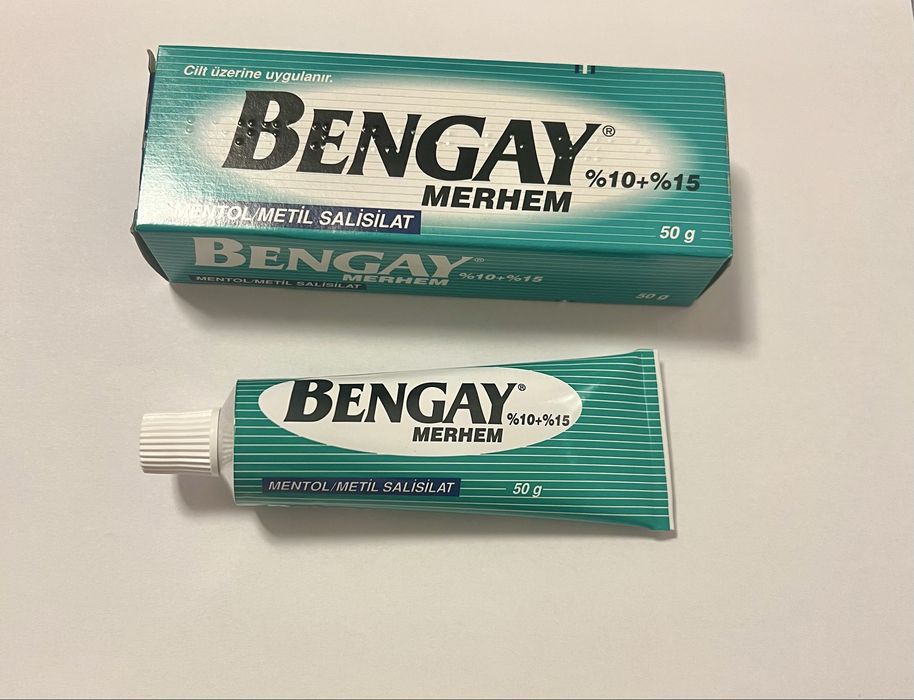 Cilt üzerine uygulanır.
BENGAY®
%10+%15
MERHEM
MENTOL/METİL SALİSİLAT
50 g
BENGAY®
%10+%15
MERHEM
MENTOL/METİL SALİSİLAT
50 g
BENGAY®
%10+%15
MERHEM
MENTOL/METİL SALİSİLAT
50 g